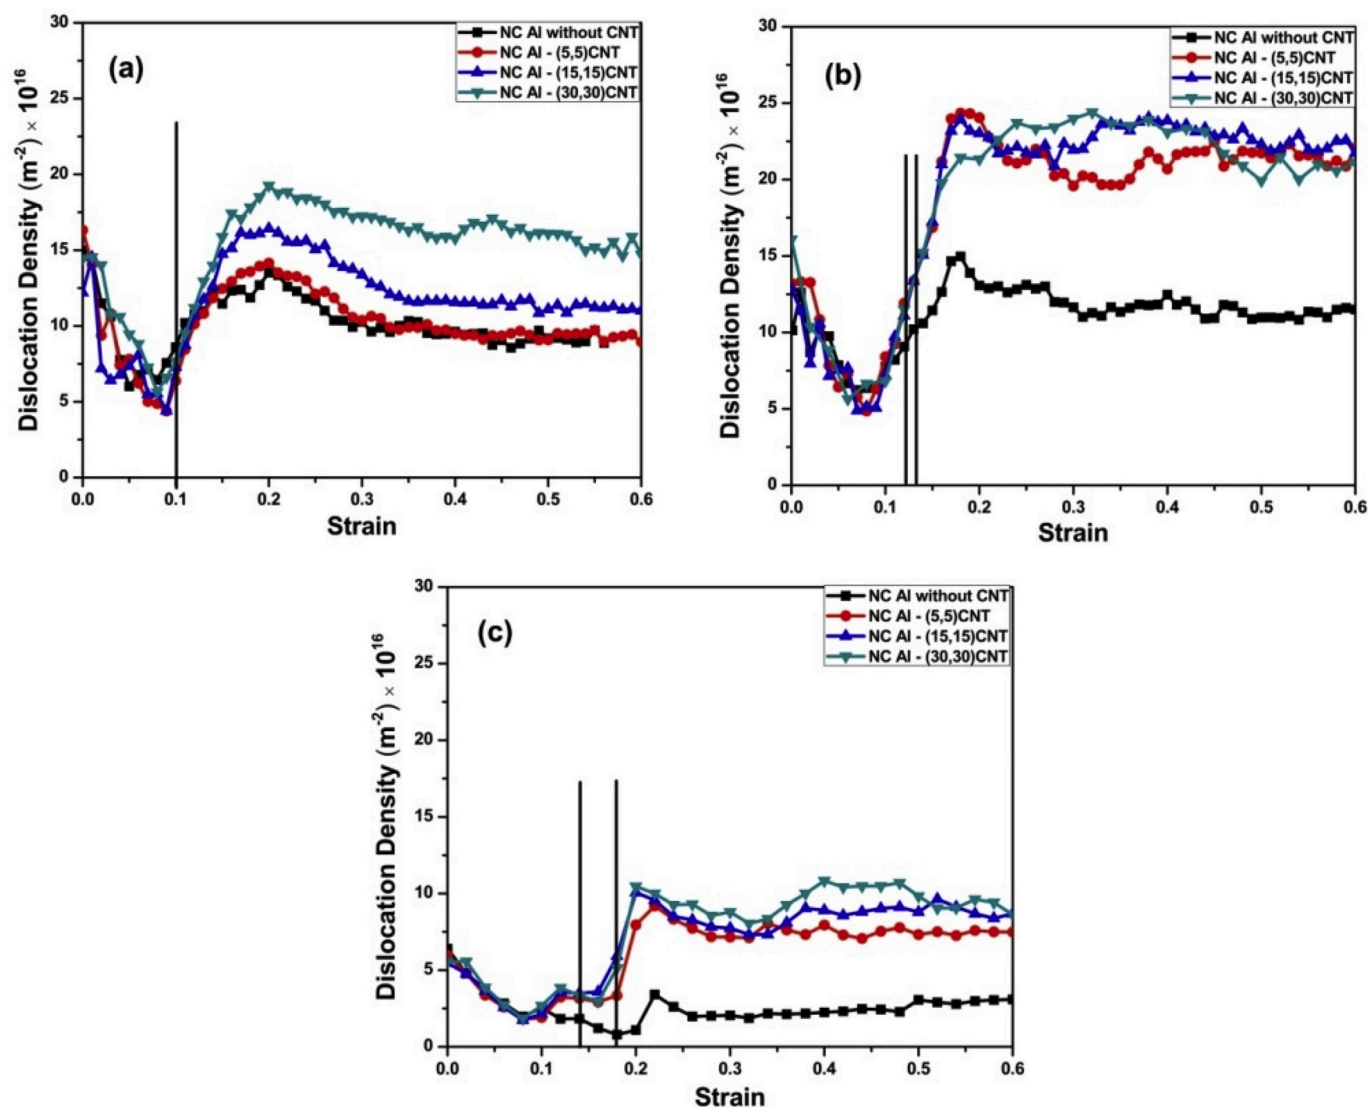 (a)
NC Al without CNT
NC Al - (5,5)CNT
NC Al - (15,15)CNT
NC Al - (30,30)CNT
Dislocation Density (m⁻²) × 10¹⁶
30
25
20
15
10
5
0
0.0 0.1 0.2 0.3 0.4 0.5 0.6
Strain
(b)
NC Al without CNT
NC Al - (5,5)CNT
NC Al - (15,15)CNT
NC Al - (30,30)CNT
Dislocation Density (m⁻²) × 10¹⁶
30
25
20
15
10
5
0
0.0 0.1 0.2 0.3 0.4 0.5 0.6
Strain
(c)
NC Al without CNT
NC Al - (5,5)CNT
NC Al - (15,15)CNT
NC Al - (30,30)CNT
Dislocation Density (m⁻²) × 10¹⁶
30
25
20
15
10
5
0
0.0 0.1 0.2 0.3 0.4 0.5 0.6
Strain